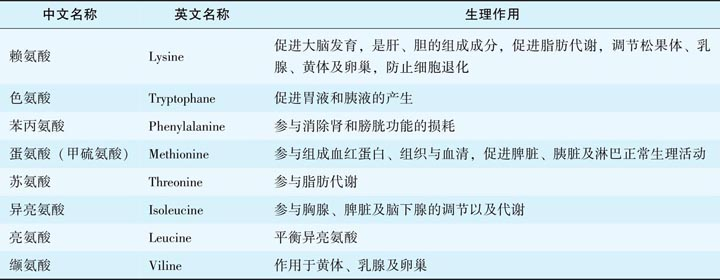 中文名称 英文名称 生理作用
赖氨酸 Lysine 促进大脑发育，是肝、胆的组成成分，促进脂肪代谢，调节松果体、乳
腺、黄体及卵巢，防止细胞退化
色氨酸 Tryptophane 促进胃液和胰液的产生
苯丙氨酸 Phenylalanine 参与消除肾和膀胱功能的损耗
蛋氨酸（甲硫氨酸） Methionine 参与组成血红蛋白、组织与血清，促进脾脏、胰脏及淋巴正常生理活动
苏氨酸 Threonine 参与脂肪代谢
异亮氨酸 Isoleucine 参与胸腺、脾脏及脑下腺的调节以及代谢
亮氨酸 Leucine 平衡异亮氨酸
缬氨酸 Viline 作用于黄体、乳腺及卵巢